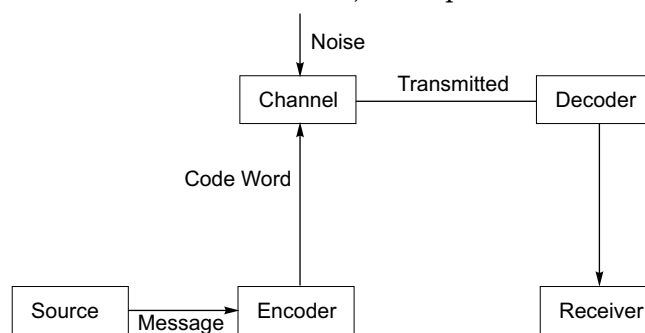 Noise
Channel
Transmitted
Decoder
Code Word
Source
Message
Encoder
Receiver